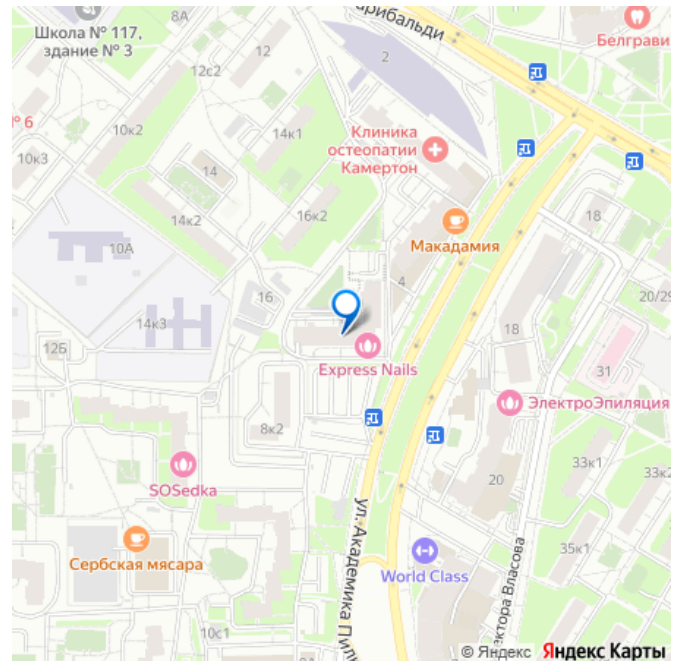 8А
Школа № 117,
здание № 3
12
12с2
2
арибальди
Белграви
№ 6
10к2
10к3
14к1
14
Клиника
остеопатии
Камертон
14к2
16к2
Макадамия
18
10А
4
16
20/29
14к3
12Б
18
31
Express Nails
ЭлектроЭпиляция
8к2
33к1
33к2
SOSedka
20
ул. Академика Пил
Сербская мясара
35к1
World Class
ектора Власова
10с1
© Яндекс Яндекс Карты